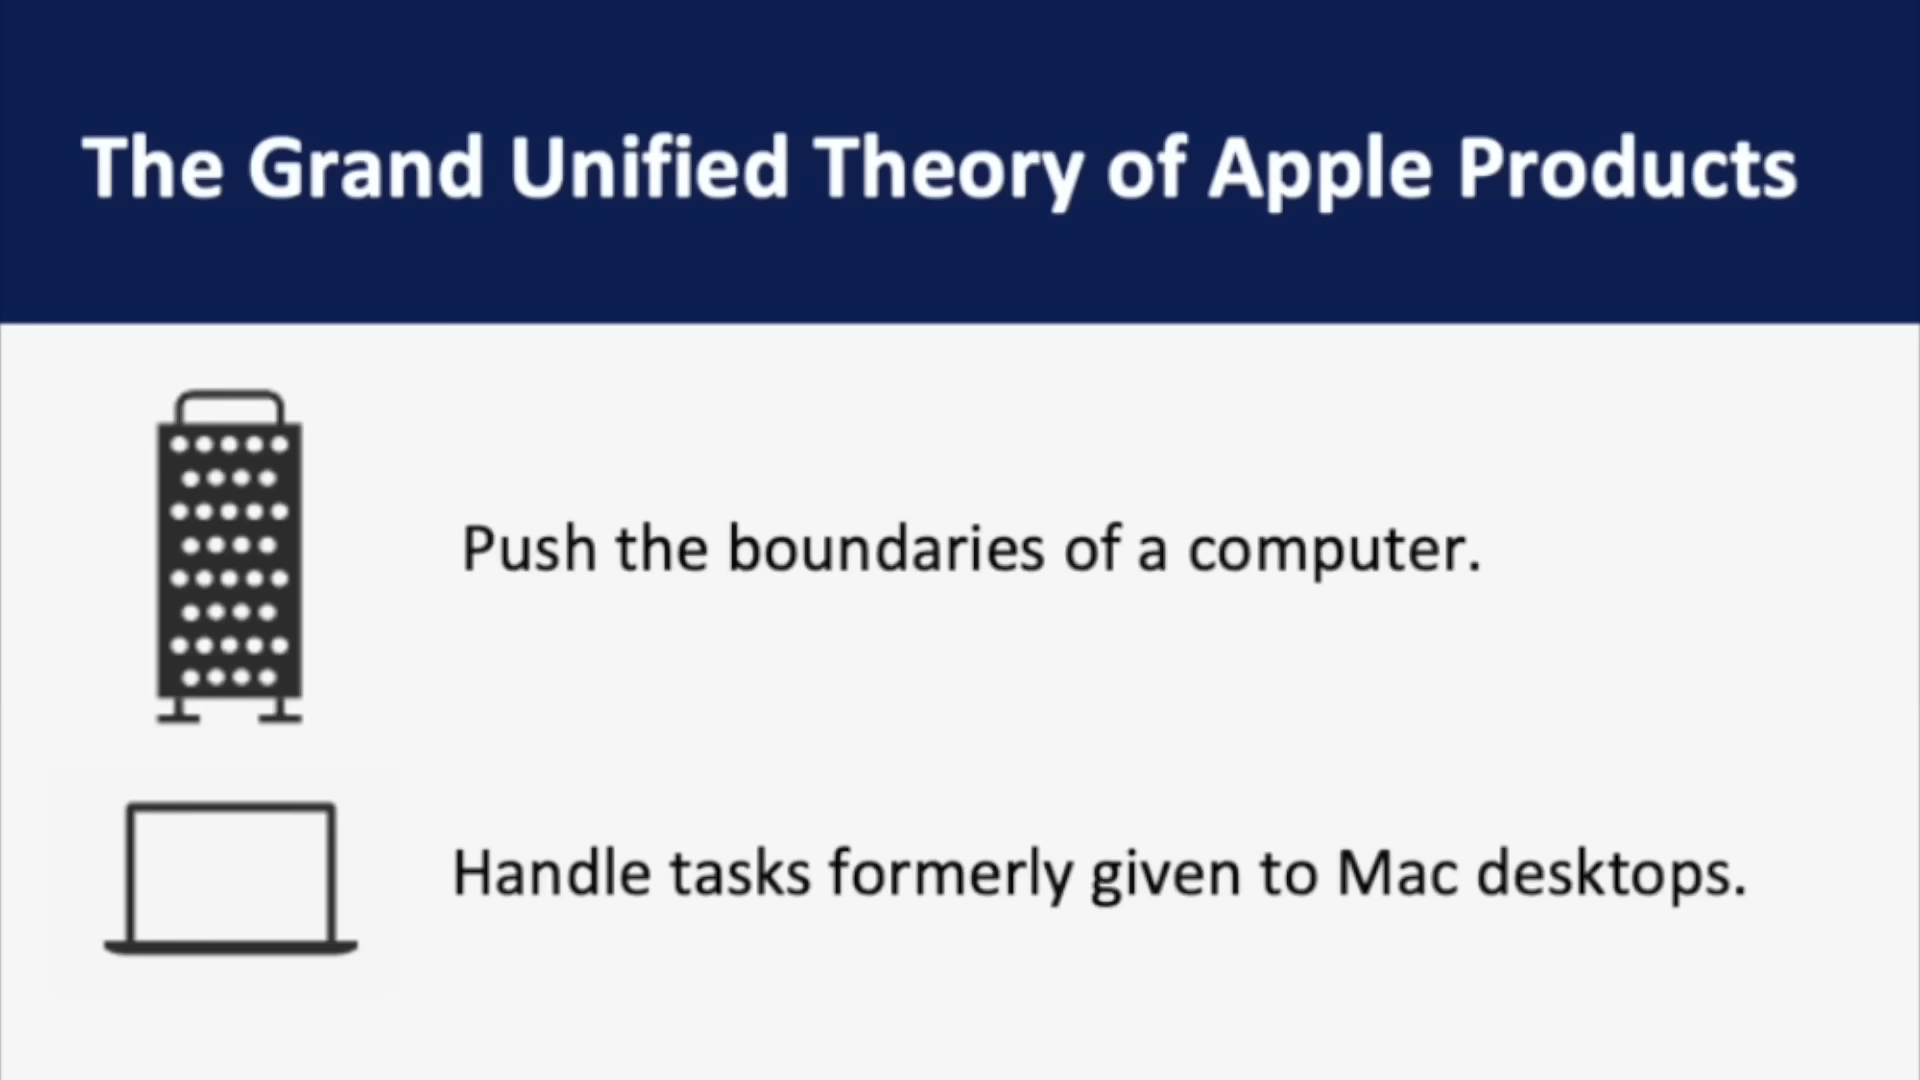 The Grand Unified Theory of Apple Products
Push the boundaries of a computer.
Handle tasks formerly given to Mac desktops.